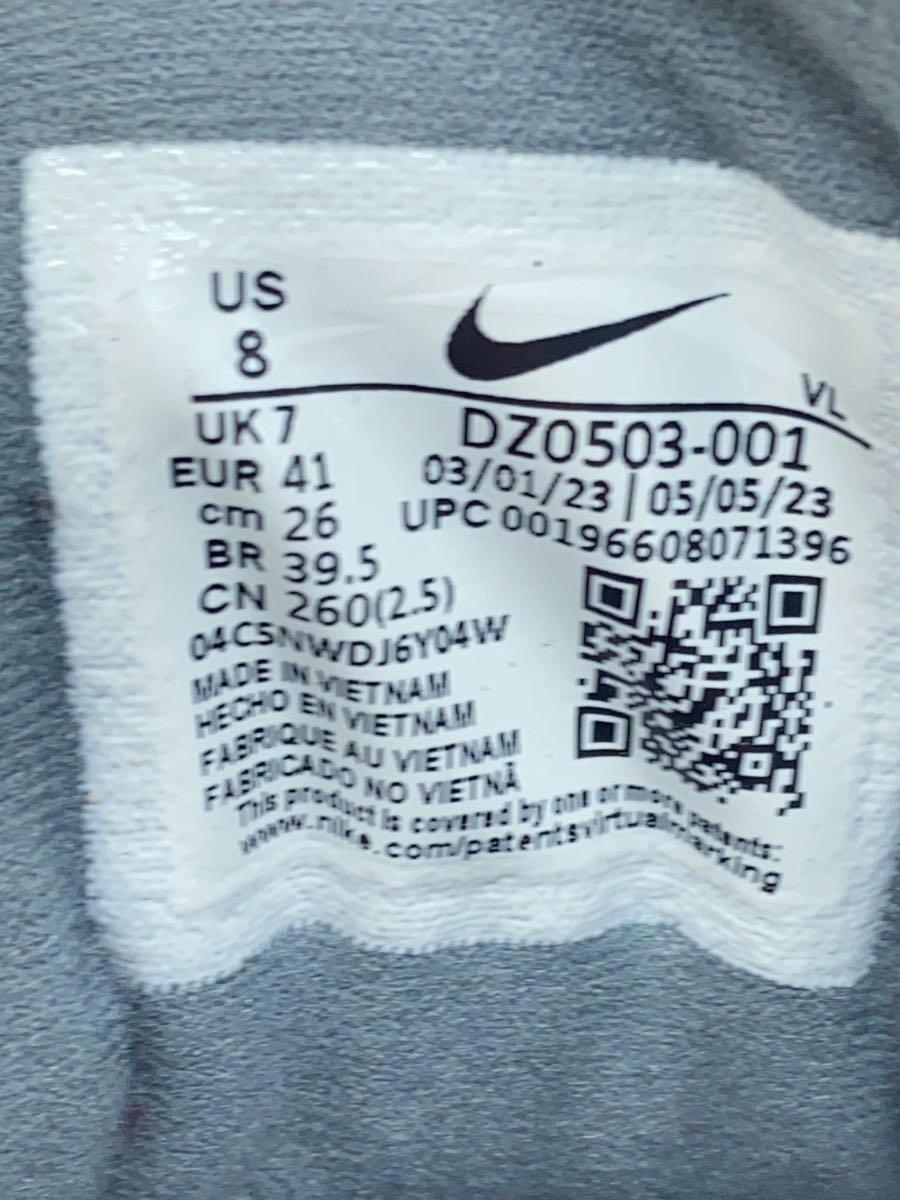 US
8
VL
UK 7
DZ0503-001
EUR 41
03/01/23 | 05/05/23
cm 26
UPC 00196608071396
BR 39.5
CN 260(2.5)
04C5NWDJ6Y04W
MADE IN VIETNAM
HECHO EN VIETNAM
FABRIQUE AU VIETNAM
FABRICADO NO VIETNÃ
This product is covered by one or more patents:
www.nike.com/patentsvirtualmarking